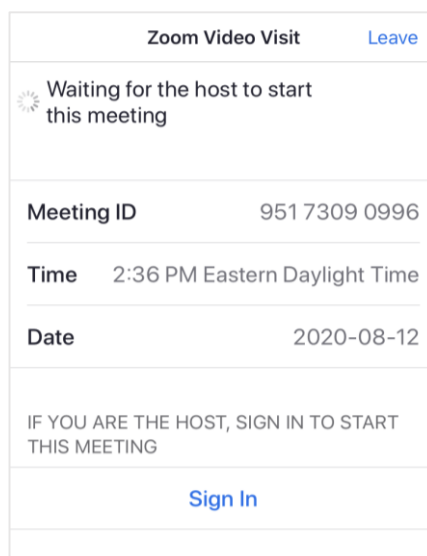 Zoom Video Visit Leave
Waiting for the host to start
this meeting
Meeting ID 951 7309 0996
Time 2:36 PM Eastern Daylight Time
Date 2020-08-12
IF YOU ARE THE HOST, SIGN IN TO START
THIS MEETING
Sign In